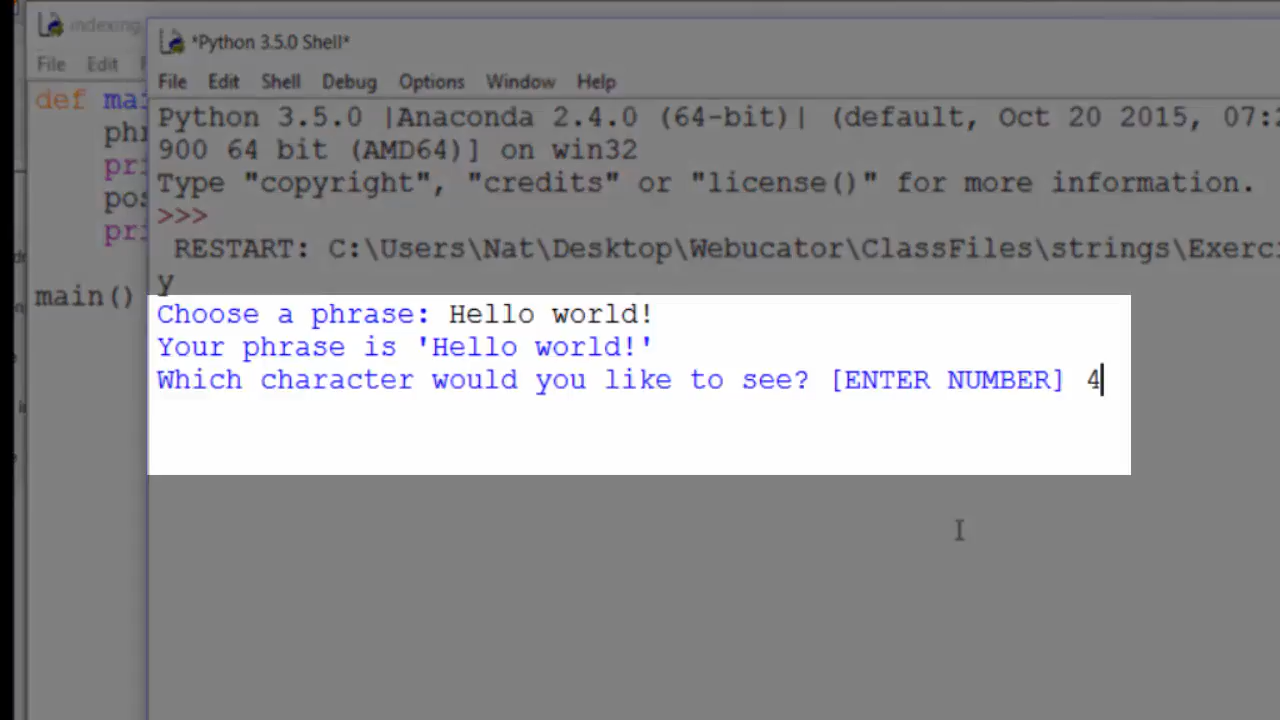 indexing
File Edit
def mai
phr
pri
pos
pri
main()
*Python 3.5.0 Shell*
File Edit Shell Debug Options Window Help
Python 3.5.0 |Anaconda 2.4.0 (64-bit)| (default, Oct 20 2015, 07:2
900 64 bit (AMD64)] on win32
Type "copyright", "credits" or "license()" for more information.
>>>
RESTART: C:\Users\Nat\Desktop\Webucator\ClassFiles\strings\Exerci
y
Choose a phrase: Hello world!
Your phrase is 'Hello world!'
Which character would you like to see? [ENTER NUMBER] 4